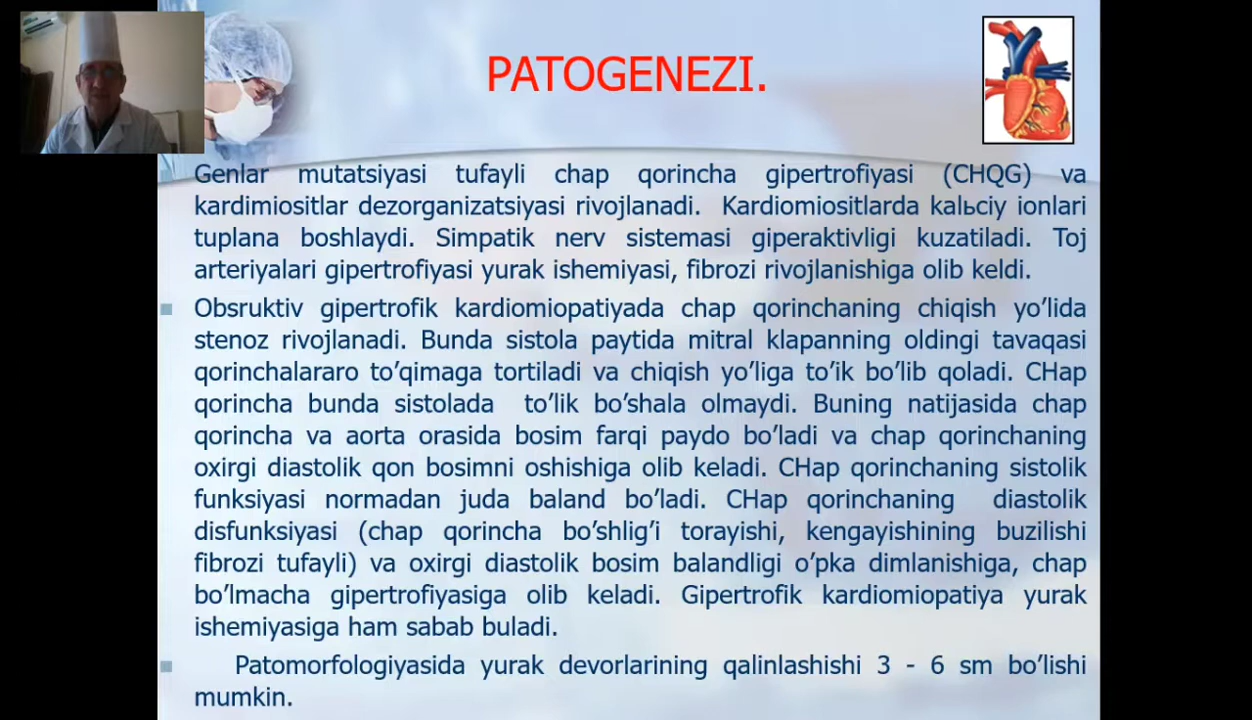 PATOGENEZI.
Genlar mutatsiyasi tufayli chap qorincha gipertrofiyasi (CHQG) va
kardimiositlar dezorganizatsiyasi rivojlanadi. Kardiomiositlarda kalьciy ionlari
tuplana boshlaydi. Simpatik nerv sistemasi giperaktivligi kuzatiladi. Toj
arteriyalari gipertrofiyasi yurak ishemiyasi, fibrozi rivojlanishiga olib keldi.
Obsruktiv gipertrofik kardiomiopatiyada chap qorinchaning chiqish yo’lida
stenoz rivojlanadi. Bunda sistola paytida mitral klapanning oldingi tavaqasi
qorinchalararo to’qimaga tortiladi va chiqish yo’liga to’ik bo’lib qoladi. CHap
qorincha bunda sistolada to’lik bo’shala olmaydi. Buning natijasida chap
qorincha va aorta orasida bosim farqi paydo bo’ladi va chap qorinchaning
oxirgi diastolik qon bosimni oshishiga olib keladi. CHap qorinchaning sistolik
funksiyasi normadan juda baland bo’ladi. CHap qorinchaning diastolik
disfunksiyasi (chap qorincha bo’shlig’i torayishi, kengayishining buzilishi
fibrozi tufayli) va oxirgi diastolik bosim balandligi o’pka dimlanishiga, chap
bo’lmacha gipertrofiyasiga olib keladi. Gipertrofik kardiomiopatiya yurak
ishemiyasiga ham sabab buladi.
Patomorfologiyasida yurak devorlarining qalinlashishi 3 - 6 sm bo’lishi
mumkin.